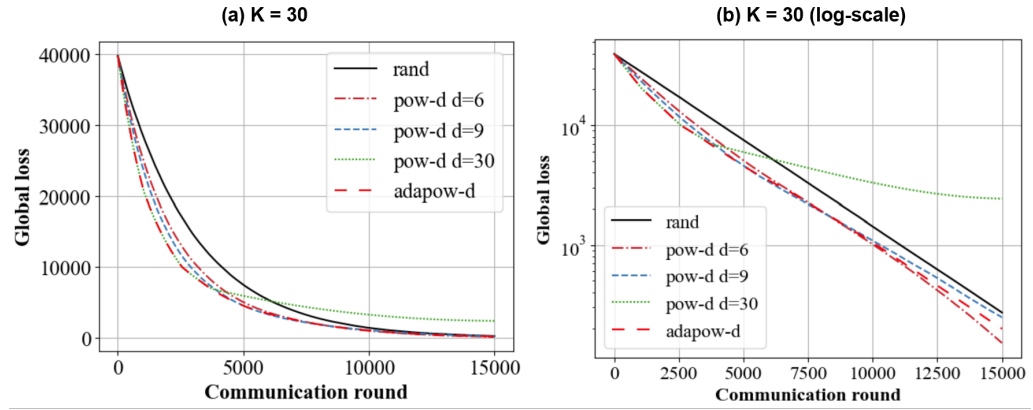 (a) K = 30
40000
30000
20000
10000
0
Global loss
rand
pow-d d=6
pow-d d=9
pow-d d=30
adapow-d
0 5000 10000 15000
Communication round
(b) K = 30 (log-scale)
10^4
10^3
Global loss
rand
pow-d d=6
pow-d d=9
pow-d d=30
adapow-d
0 2500 5000 7500 10000 12500 15000
Communication round